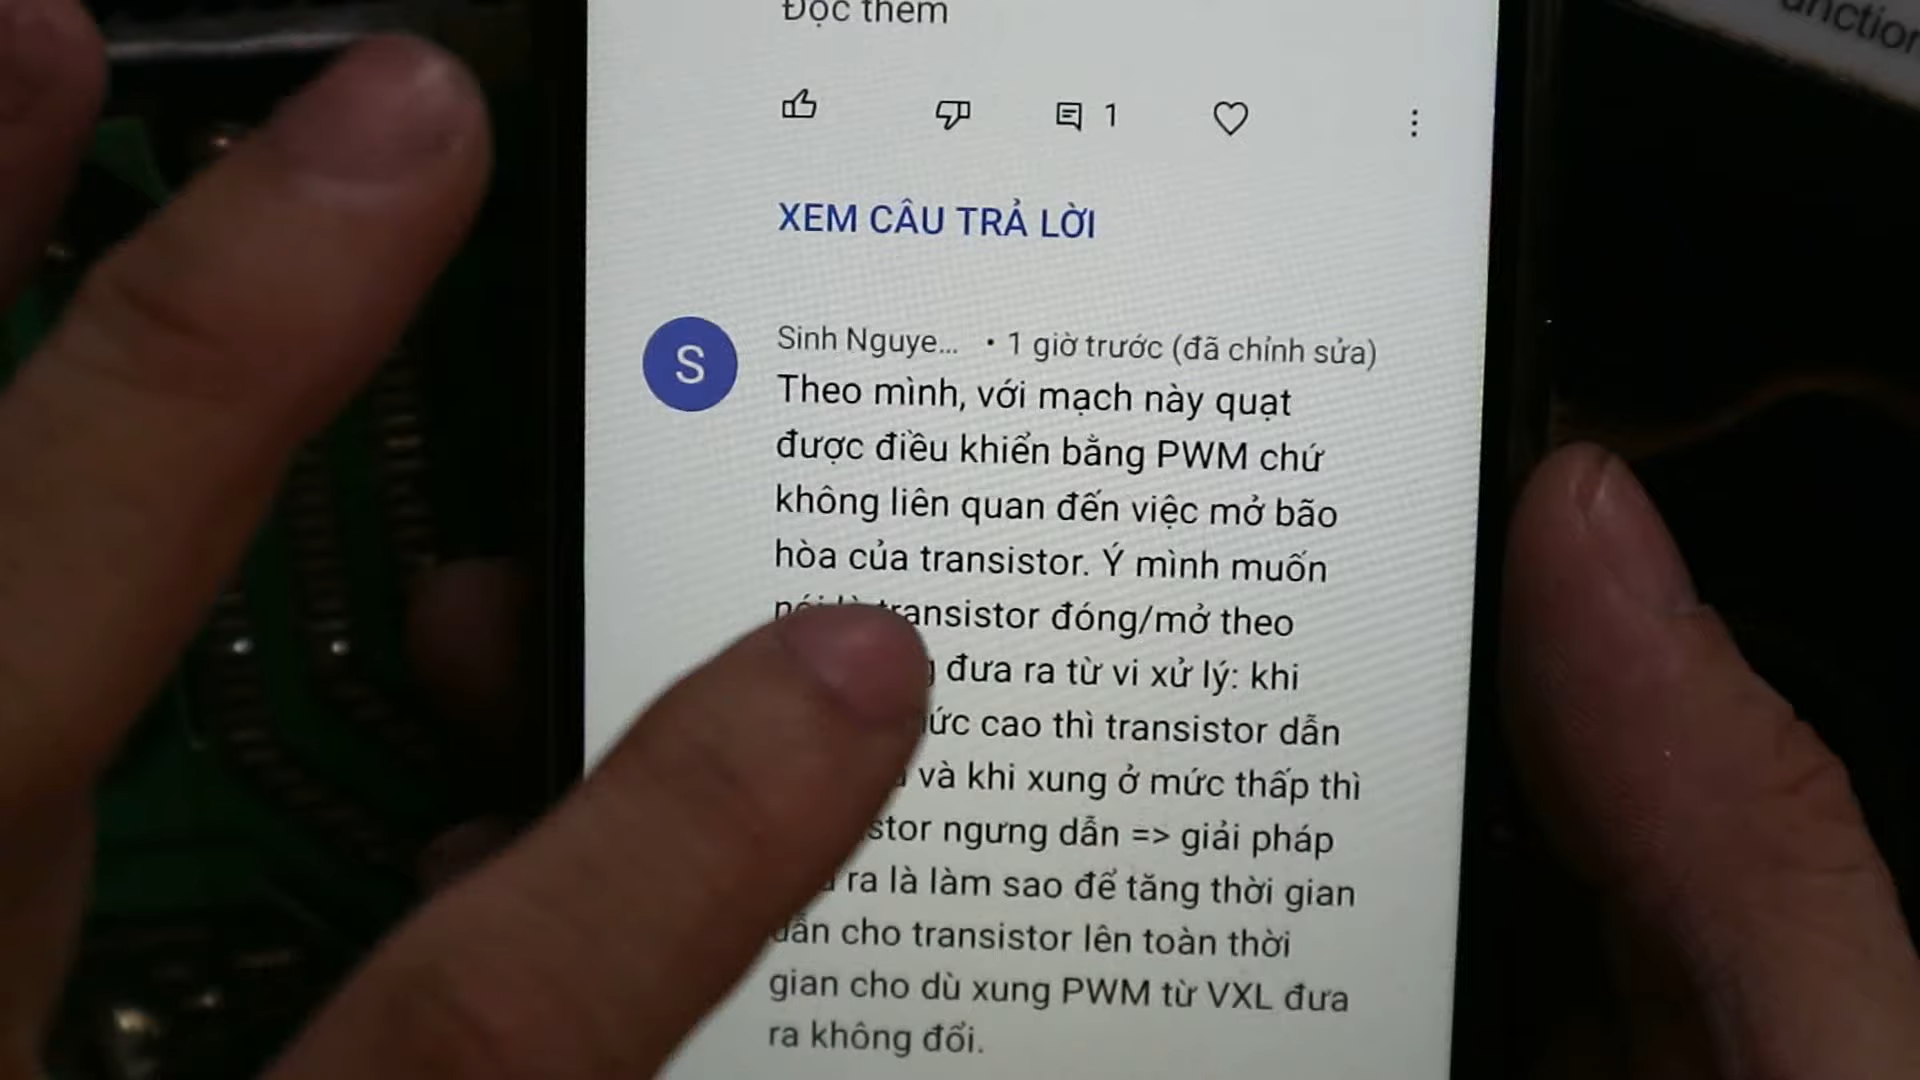 Đọc thêm
1
XEM CÂU TRẢ LỜI
S
Sinh Nguye... • 1 giờ trước (đã chỉnh sửa)
Theo mình, với mạch này quạt
được điều khiển bằng PWM chứ
không liên quan đến việc mở bão
hòa của transistor. Ý mình muốn
transistor đóng/mở theo
đưa ra từ vi xử lý: khi
cao thì transistor dẫn
và khi xung ở mức thấp thì
ngưng dẫn => giải pháp
ra là làm sao để tăng thời gian
dẫn cho transistor lên toàn thời
gian cho dù xung PWM từ VXL đưa
ra không đổi.